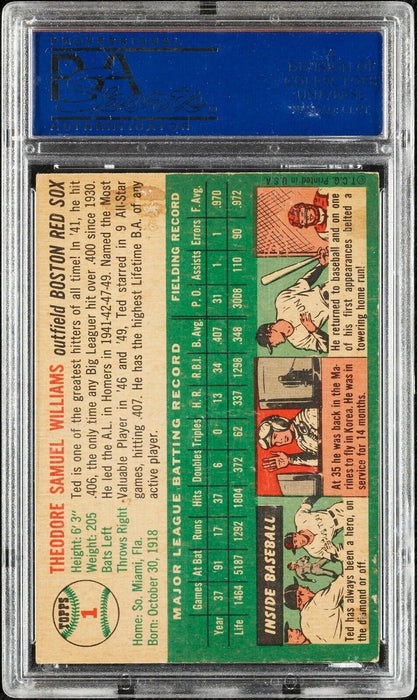 PSA
TOPPS
1
THEODORE SAMUEL WILLIAMS outfield BOSTON RED SOX
Height: 6' 3" Ted is one of the greatest hitters of all time! In '41, he hit
Weight: 205 .406, the only time any Big Leaguer hit over .400 since 1930.
Bats Left He led the A.L. in Homers in 1941-42-47-49. Named the Most
Throws Right -Valuable Player in '46 and '49, Ted starred in 9 All-Star
Home: So. Miami, Fla. games, hitting .407. He has the highest Lifetime B.A. of any
Born: October 30, 1918 active player.
MAJOR LEAGUE BATTING RECORD FIELDING RECORD
Games At Bat Runs Hits Doubles Triples H. R. R.B.I. B. Avg. P. O. Assists Errors F. Avg.
Year 37 91 17 37 6 0 13 34 .407 31 1 1 .970
Life 1464 5187 1292 1804 372 62 337 1298 .348 3008 110 90 .972
INSIDE BASEBALL
Ted has always been a hero, on
the diamond or off.
At 35 he was back in the Ma-
rines to fly in Korea. He was in
service for 14 months.
He returned to baseball and on one
of his first appearances belted a
towering home run!
© T. C. G. Printed in U.S.A